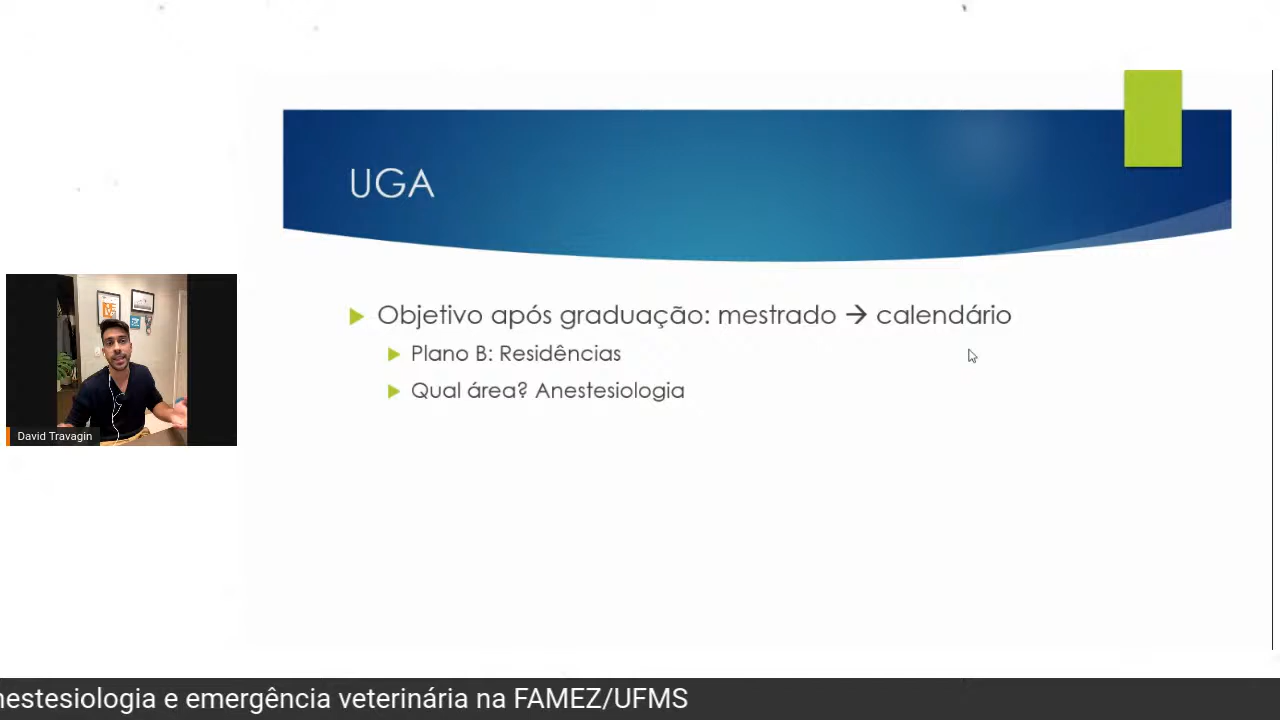 UGA
Objetivo após graduação: mestrado → calendário
Plano B: Residências
Qual área? Anestesiologia
David Travagin
nestesiologia e emergência veterinária na FAMEZ/UFMS